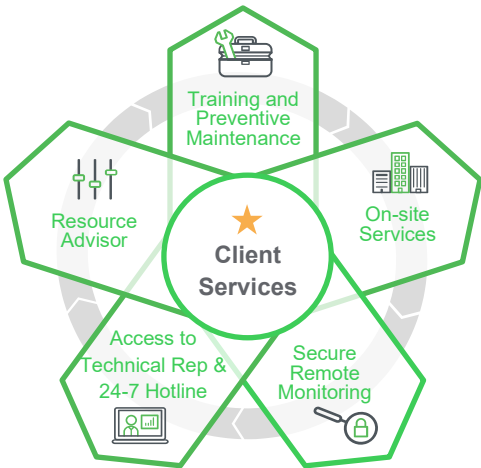 Training and
Preventive
Maintenance
Resource
Advisor
On-site
Services
Client
Services
Access to
Technical Rep &
24-7 Hotline
Secure
Remote
Monitoring